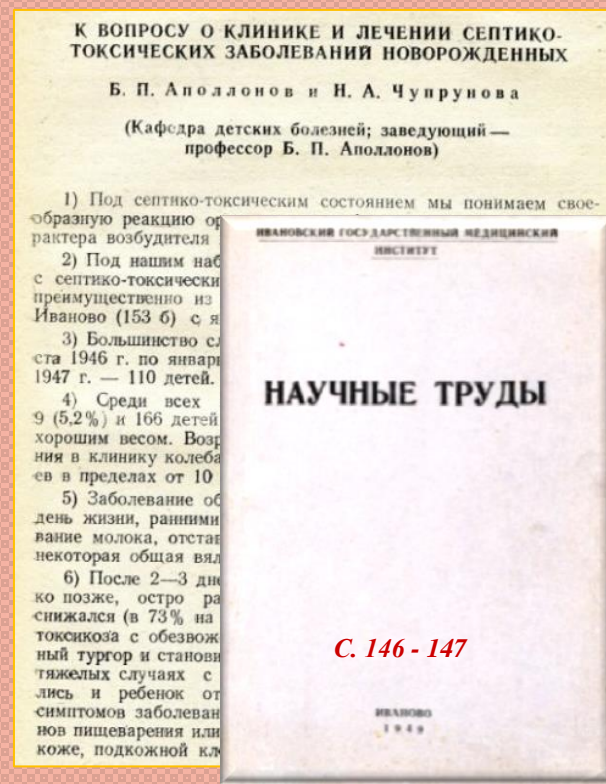 К ВОПРОСУ О КЛИНИКЕ И ЛЕЧЕНИИ СЕПТИКО-
ТОКСИЧЕСКИХ ЗАБОЛЕВАНИЙ НОВОРОЖДЕННЫХ
Б. П. Аполлонов и Н. А. Чупрунова
(Кафедра детских болезней; заведующий —
профессор Б. П. Аполлонов)
1) Под септико-токсическим состоянием мы понимаем свое-
образную реакцию ор
рактера возбудителя
2) Под нашим наб
с септико-токсически
преимущественно из
Иваново (153 б) с я
3) Большинство сл
ста 1946 г. по январ
1947 г. — 110 детей.
4) Среди всех
9 (5,2%) и 166 детей
хорошим весом. Возр
ния в клинику колеба
ев в пределах от 10
5) Заболевание об
день жизни, ранними
вание молока, отстав
некоторая общая вял
6) После 2—3 дне
ко позже, остро ра
снижался (в 73% на
токсикоза с обезвож
ный тургор и станови
тяжелых случаях с
лись и ребенок от
симптомов заболеван
нов пищеварения или
коже, подкожной кл
ИВАНОВСКИЙ ГОСУДАРСТВЕННЫЙ МЕДИЦИНСКИЙ
ИНСТИТУТ
НАУЧНЫЕ ТРУДЫ
С. 146 - 147
ИВАНОВО
1949